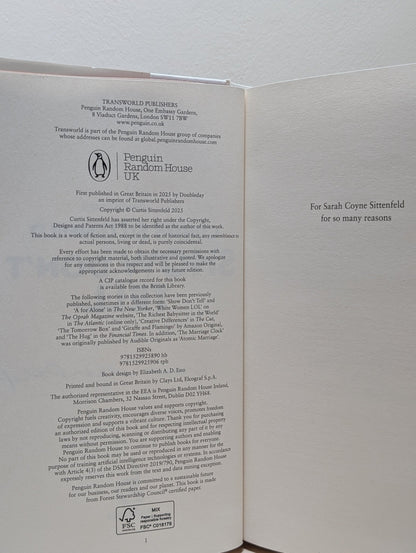 TRANSWORLD PUBLISHERS
Penguin Random House, One Embassy Gardens,
8 Viaduct Gardens, London SW11 7BW
www.penguin.co.uk
Transworld is part of the Penguin Random House group of companies
whose addresses can be found at global.penguinrandomhouse.com
Penguin
Random House
UK
First published in Great Britain in 2025 by Doubleday
an imprint of Transworld Publishers
Copyright © Curtis Sittenfeld 2025
Curtis Sittenfeld has asserted her right under the Copyright,
Designs and Patents Act 1988 to be identified as the author of this work.
This book is a work of fiction and, except in the case of historical fact, any resemblance to
actual persons, living or dead, is purely coincidental.
Every effort has been made to obtain the necessary permissions with
reference to copyright material, both illustrative and quoted. We apologize
for any omissions in this respect and will be pleased to make the
appropriate acknowledgements in any future edition.
A CIP catalogue record for this book
is available from the British Library.
The following stories in this collection have been previously
published, sometimes in a different form: 'Show Don't Tell' and
'A for Alone' in The New Yorker, 'White Women LOL' on
The Oprah Magazine website, 'The Richest Babysitter in the World'
in The Atlantic (online only), 'Creative Differences' in The Cut,
'The Tomorrow Box' and 'Giraffe and Flamingo' by Amazon Original,
and 'The Hug' in the Financial Times. In addition, 'The Marriage Clock'
was originally published by Audible Originals as 'Atomic Marriage'.
ISBNs
9781529925890 hb
9781529925906 tpb
Book design by Elizabeth A. D. Eno
Printed and bound in Great Britain by Clays Ltd, Elcograf S.p.A.
The authorized representative in the EEA is Penguin Random House Ireland,
Morrison Chambers, 32 Nassau Street, Dublin D02 YH68.
Penguin Random House values and supports copyright.
Copyright fuels creativity, encourages diverse voices, promotes freedom
of expression and supports a vibrant culture. Thank you for purchasing
an authorized edition of this book and for respecting intellectual property
laws by not reproducing, scanning or distributing any part of it by any
means without permission. You are supporting authors and enabling
Penguin Random House to continue to publish books for everyone.
No part of this book may be used or reproduced in any manner for the
purpose of training artificial intelligence technologies or systems. In accordance
with Article 4(3) of the DSM Directive 2019/790, Penguin Random House
expressly reserves this work from the text and data mining exception.
Penguin Random House is committed to a sustainable future
for our business, our readers and our planet. This book is made
from Forest Stewardship Council® certified paper.
FSC
MIX
Paper | Supporting
responsible forestry
FSC® C018179
1
For Sarah Coyne Sittenfeld
for so many reasons